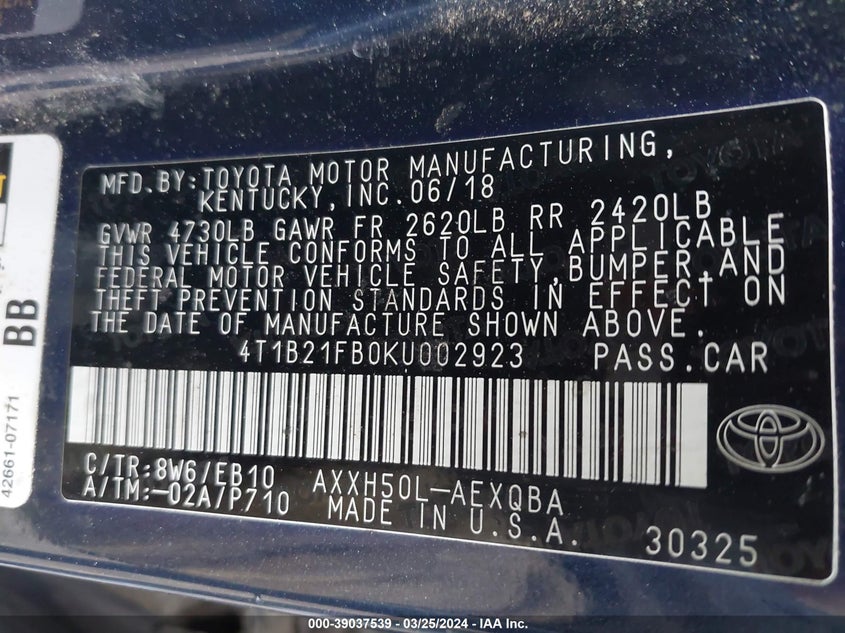 MFD.BY:TOYOTA MOTOR MANUFACTURING,
KENTUCKY,INC.06/18
GVWR 4730LB GAWR FR 2620LB RR 2420LB
THIS VEHICLE CONFORMS TO ALL APPLICABLE
FEDERAL MOTOR VEHICLE SAFETY,BUMPER,AND
THEFT PREVENTION STANDARDS IN EFFECT ON
THE DATE OF MANUFACTURE SHOWN ABOVE.
4T1B21FB0KU002923 PASS.CAR
C/TR:8W6/EB10 AXXH50L-AEXQBA
A/TM:-02A/P710 MADE IN U.S.A. 30325
BB
42661-07171
000-39037539 - 03/25/2024 - IAA Inc.